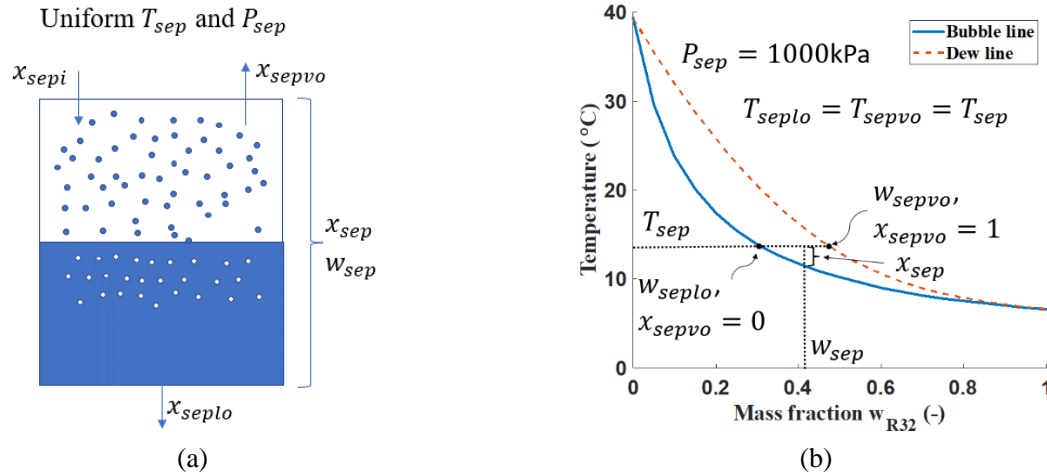 Uniform T_sep and P_sep
x_sepi
x_sepvo
x_sep
w_sep
x_seplo
(a)
Bubble line
Dew line
P_sep = 1000kPa
T_seplo = T_sepvo = T_sep
T_sep
w_sepvo,
x_sepvo = 1
x_sep
w_seplo,
x_sepvo = 0
w_sep
Temperature (°C)
40
30
20
10
0
0 0.2 0.4 0.6 0.8 1
Mass fraction w_R32 (-)
(b)